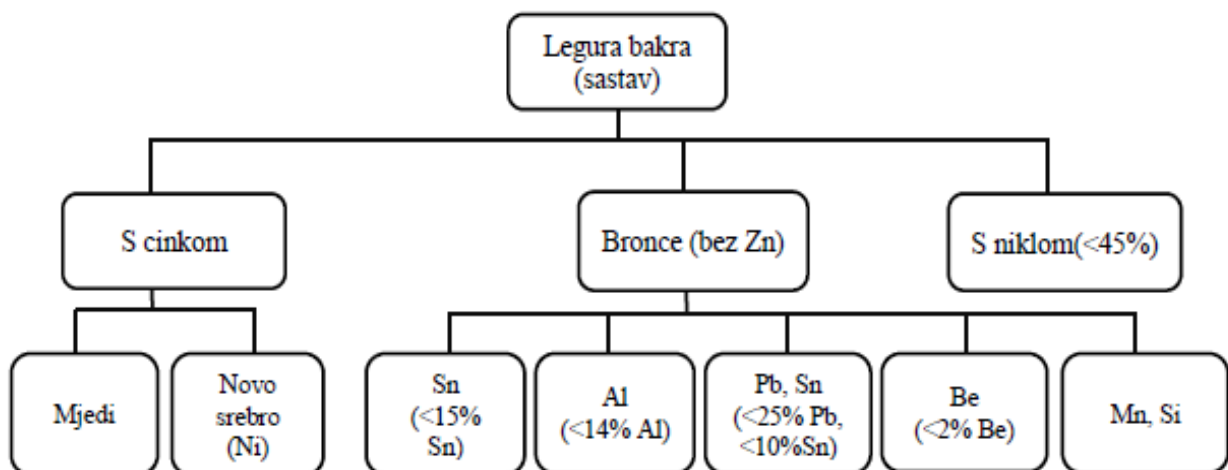 Legura bakra
(sastav)
S cinkom
Bronce (bez Zn)
S niklom(<45%)
Mjedi
Novo
srebro
(Ni)
Sn
(<15%
Sn)
Al
(<14% Al)
Pb, Sn
(<25% Pb,
<10%Sn)
Be
(<2% Be)
Mn, Si